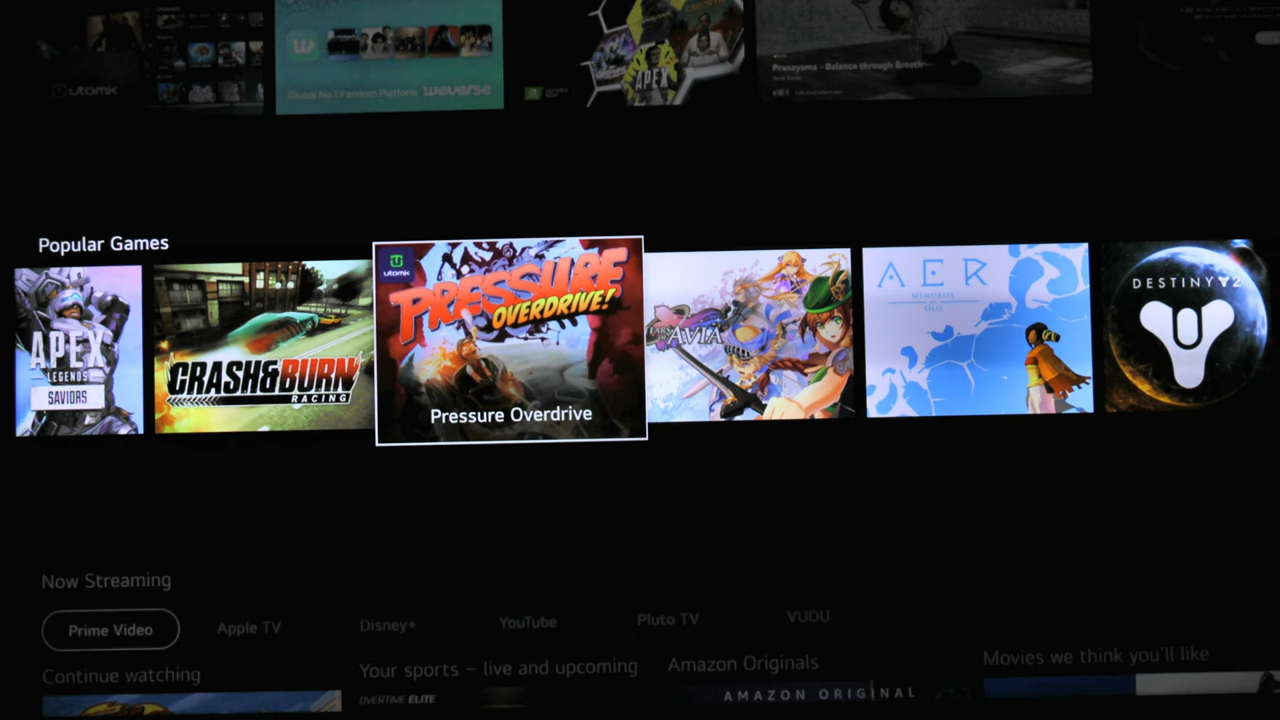 utomik
w
Global No.1 Fandom Platform weverse
APEX
Pranayama - Balance through Breath
Popular Games
APEX
LEGENDS
SAVIORS
CRASH&BURN
RACING
utomik
PRESSURE
OVERDRIVE!
Pressure Overdrive
AVIA
AER
MEMORIES
OF
OLD
DESTINY 2
Now Streaming
Prime Video
Apple TV
Disney+
YouTube
Pluto TV
VUDU
Continue watching
Your sports – live and upcoming
Amazon Originals
Movies we think you'll like
OVERTIME ELITE
AMAZON ORIGINAL